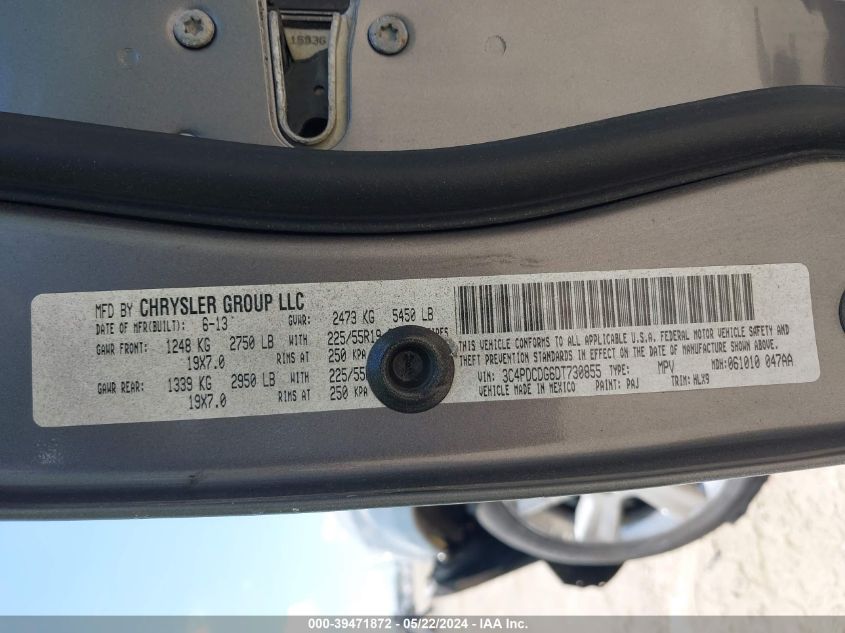 MFD BY CHRYSLER GROUP LLC
DATE OF MFR(BUILT): 6-13 GVWR: 2473 KG 5450 LB
GAWR FRONT: 1248 KG 2750 LB WITH 225/55R19
19X7.0 RIMS AT 250 KPA
GAWR REAR: 1339 KG 2950 LB WITH 225/55
19X7.0 RIMS AT 250 KPA
THIS VEHICLE CONFORMS TO ALL APPLICABLE U.S.A. FEDERAL MOTOR VEHICLE SAFETY AND
THEFT PREVENTION STANDARDS IN EFFECT ON THE DATE OF MANUFACTURE SHOWN ABOVE.
VIN: 3C4PDCDG6DT730855 TYPE: MPV MDH: 061010 047AA
VEHICLE MADE IN MEXICO PAINT: PAJ TRIM: HLX9
000-39471872 - 05/22/2024 - IAA Inc.